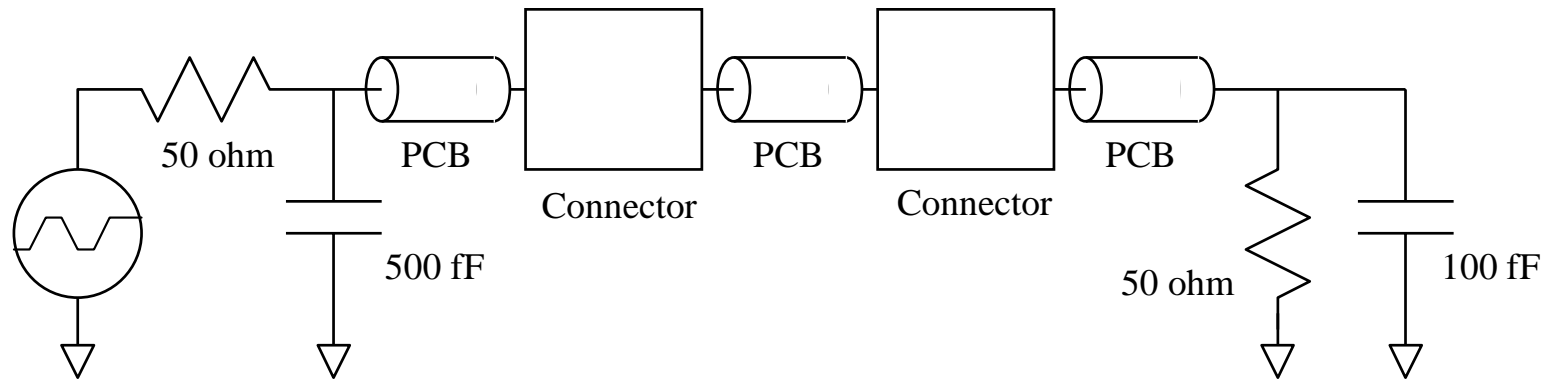 50 ohm
500 fF
PCB
Connector
PCB
Connector
PCB
50 ohm
100 fF